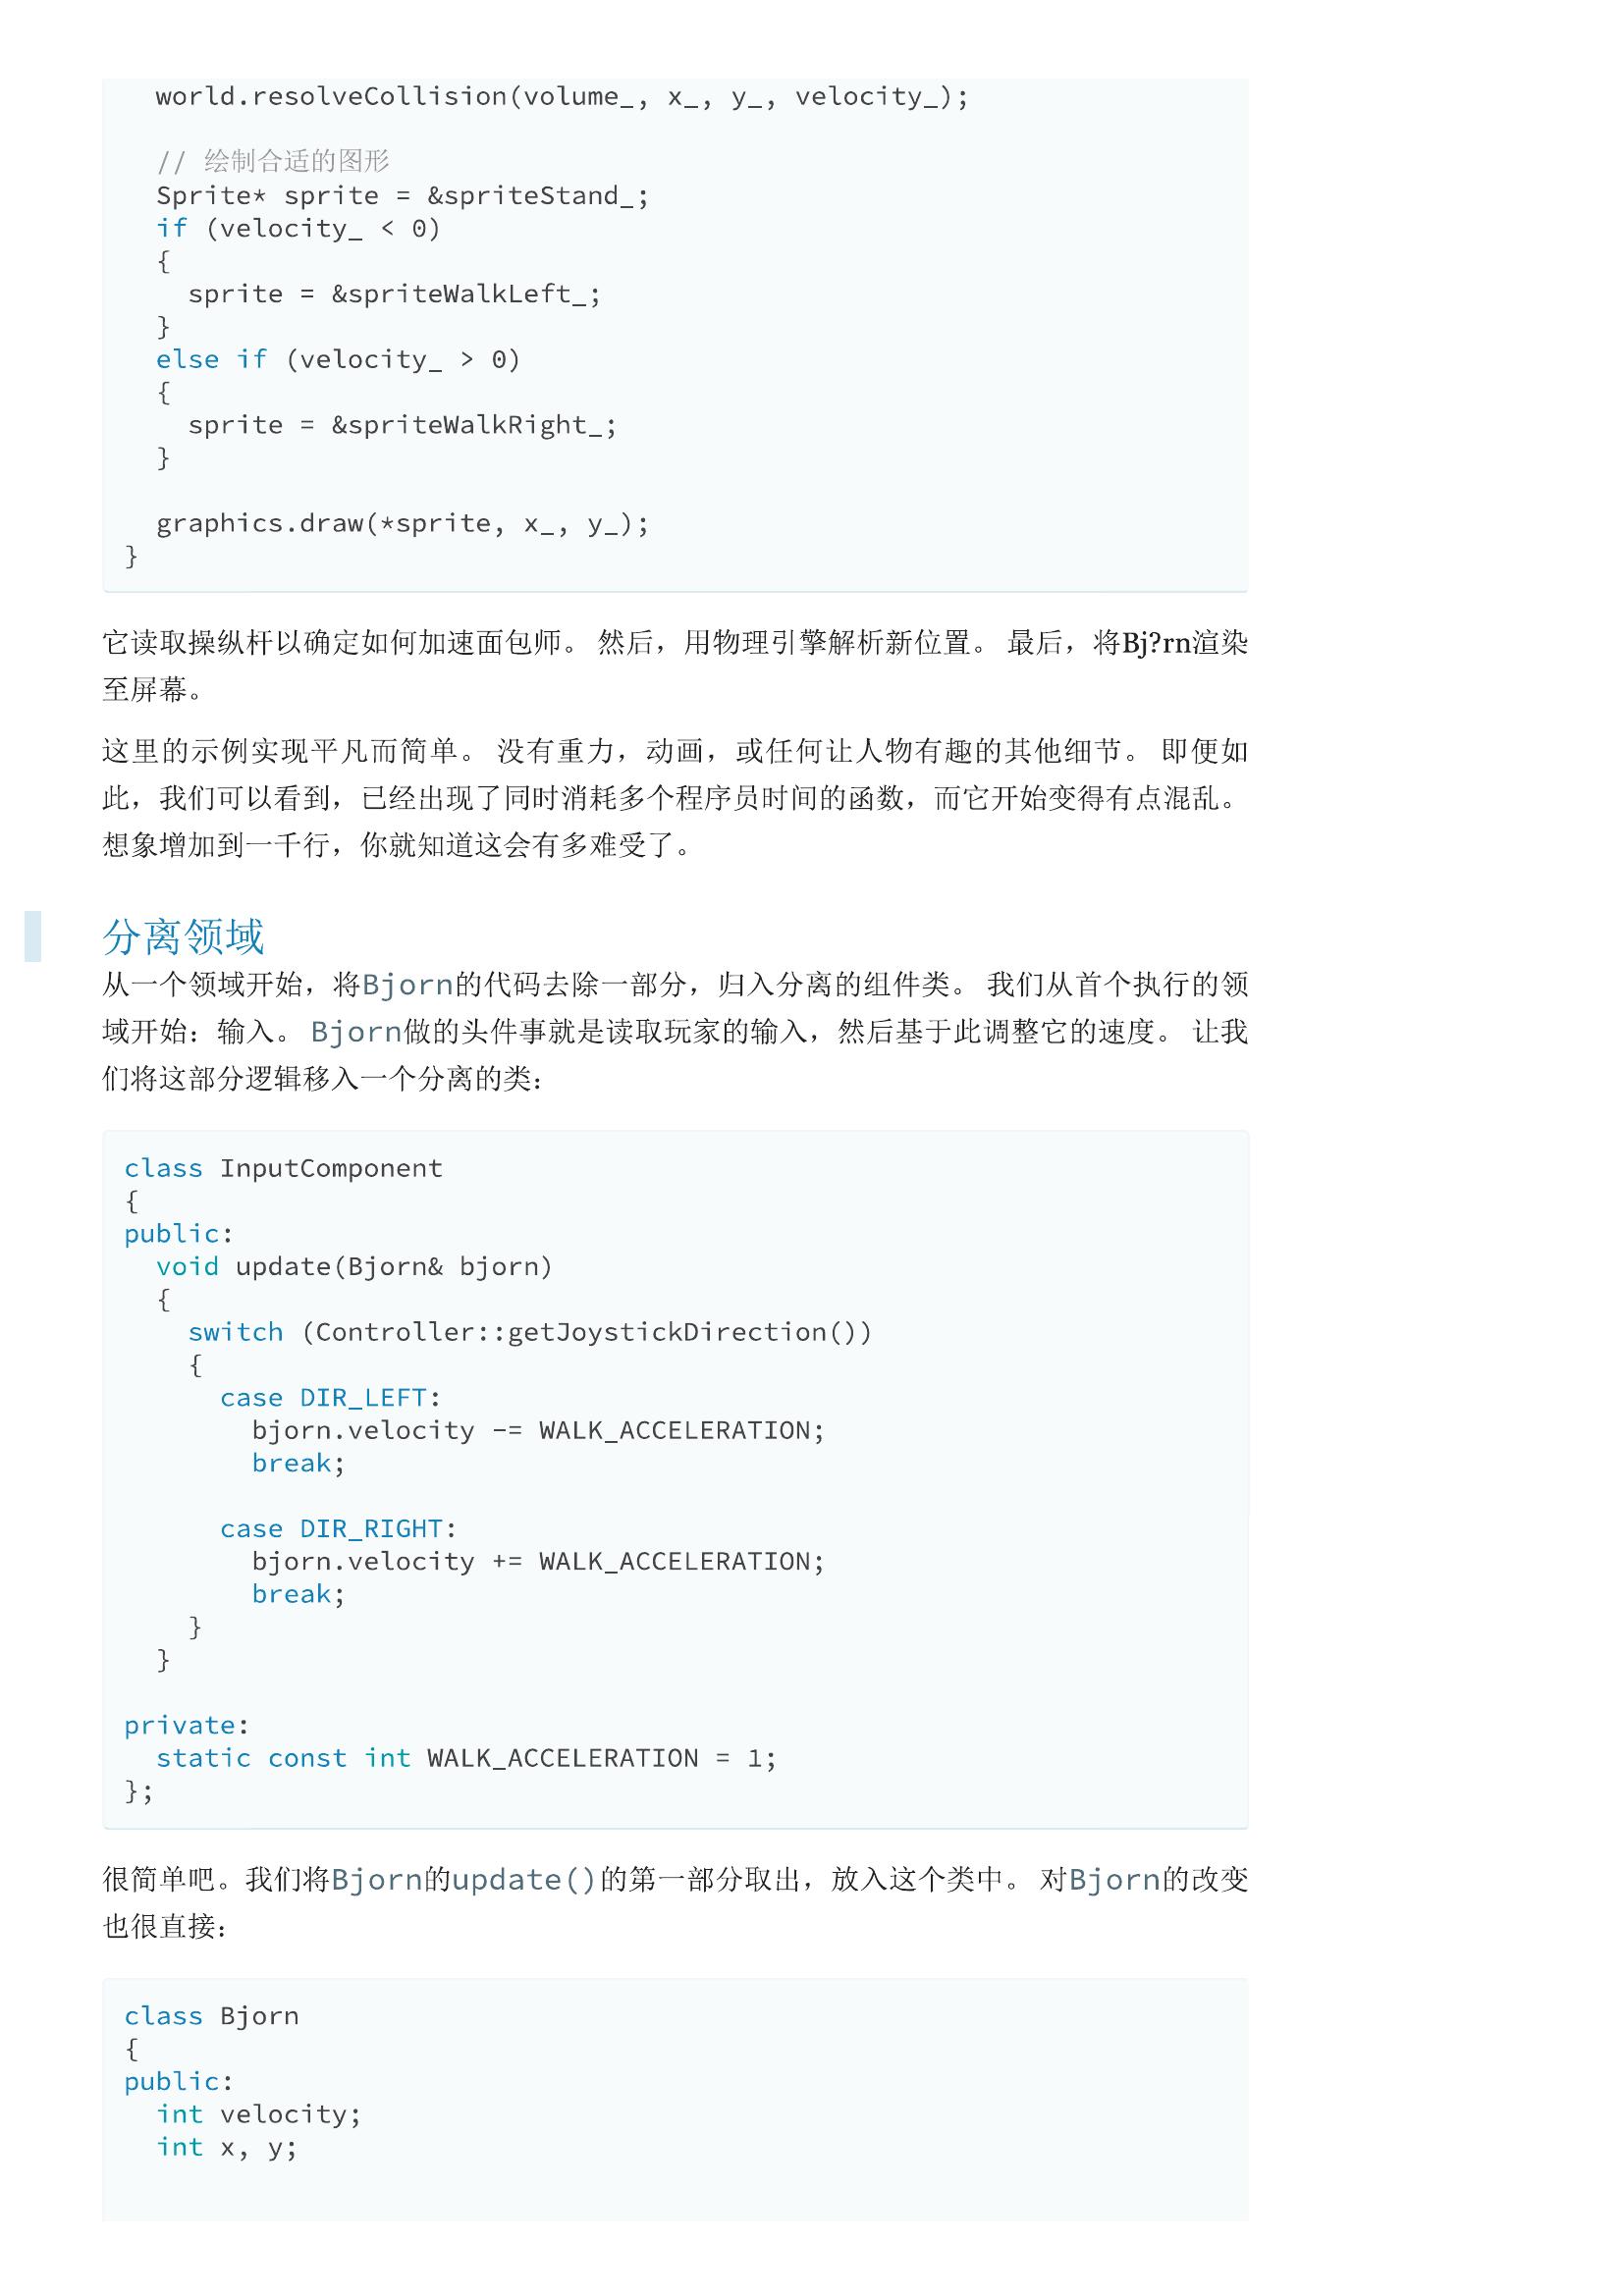 world.resolveCollision(volume_, x_, y_, velocity_);

  // 绘制合适的图形
  Sprite* sprite = &spriteStand_;
  if (velocity_ < 0)
  {
    sprite = &spriteWalkLeft_;
  }
  else if (velocity_ > 0)
  {
    sprite = &spriteWalkRight_;
  }

  graphics.draw(*sprite, x_, y_);
}
它读取操纵杆以确定如何加速面包师。 然后，用物理引擎解析新位置。 最后，将Bj?rn渲染
至屏幕。
这里的示例实现平凡而简单。 没有重力，动画，或任何让人物有趣的其他细节。 即便如
此，我们可以看到，已经出现了同时消耗多个程序员时间的函数，而它开始变得有点混乱。
想象增加到一千行，你就知道这会有多难受了。
分离领域
从一个领域开始，将Bjorn的代码去除一部分，归入分离的组件类。 我们从首个执行的领
域开始：输入。 Bjorn做的头件事就是读取玩家的输入，然后基于此调整它的速度。 让我
们将这部分逻辑移入一个分离的类：
class InputComponent
{
public:
  void update(Bjorn& bjorn)
  {
    switch (Controller::getJoystickDirection())
    {
      case DIR_LEFT:
        bjorn.velocity -= WALK_ACCELERATION;
        break;

      case DIR_RIGHT:
        bjorn.velocity += WALK_ACCELERATION;
        break;
    }
  }

private:
  static const int WALK_ACCELERATION = 1;
};
很简单吧。我们将Bjorn的update()的第一部分取出，放入这个类中。 对Bjorn的改变
也很直接：
class Bjorn
{
public:
  int velocity;
  int x, y;